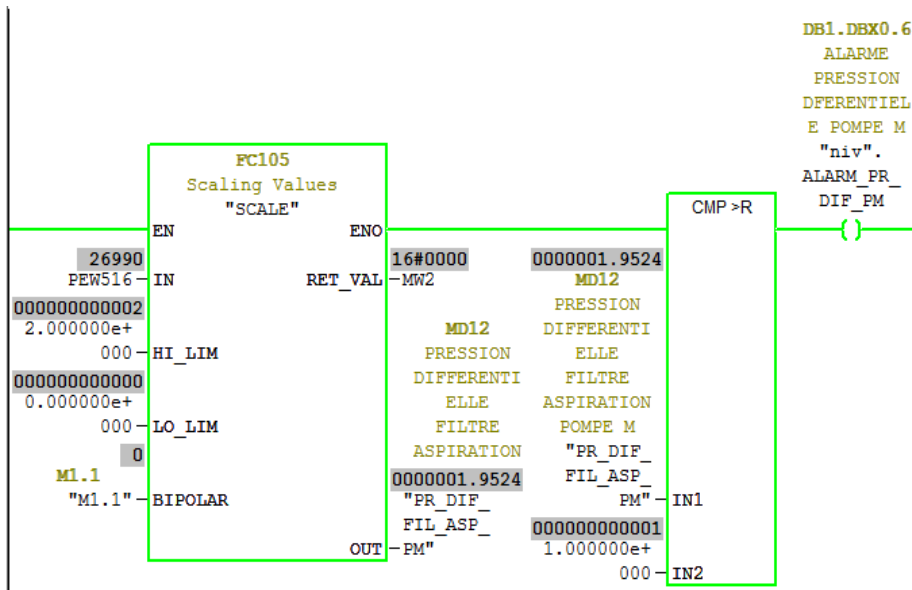 DB1.DBX0.6
ALARME
PRESSION
DFERENTIEL
E POMPE M
"niv".
ALARM_PR_
DIF_PM
FC105
Scaling Values
"SCALE"
EN
ENO
26990
PEW516
IN
000000000002
2.000000e+
000
HI_LIM
000000000000
0.000000e+
000
LO_LIM
0
M1.1
"M1.1"
BIPOLAR
16#0000
RET_VAL
MW2
MD12
PRESSION
DIFFERENTI
ELLE
FILTRE
ASPIRATION
0000001.9524
"PR_DIF_
FIL_ASP_
OUT
PM"
CMP >R
0000001.9524
MD12
PRESSION
DIFFERENTI
ELLE
FILTRE
ASPIRATION
POMPE M
"PR_DIF_
FIL_ASP_
PM"
IN1
000000000001
1.000000e+
000
IN2
( )